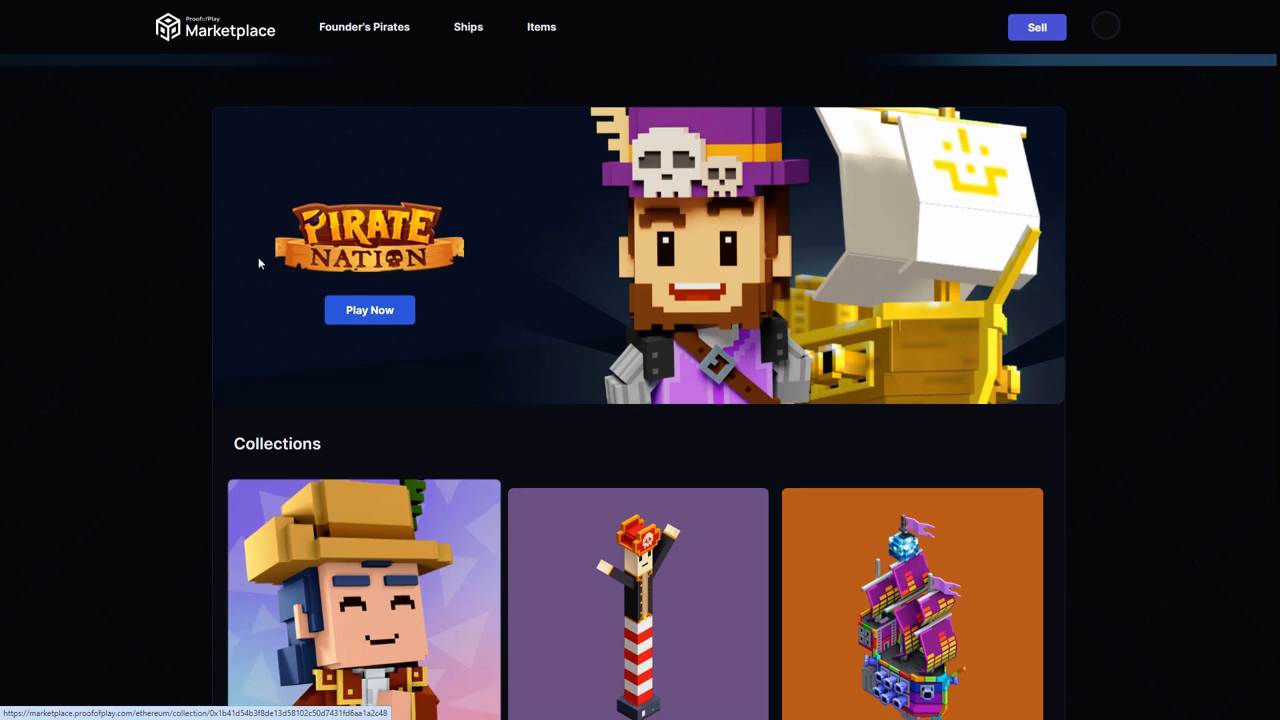 ProofofPlay
Marketplace
Founder's Pirates
Ships
Items
Sell
PIRATE
NATION
Play Now
Collections
https://marketplace.proofofplay.com/ethereum/collection/0x1b41d54b3f8de13d58102c50d7431fd6aa1a2c48